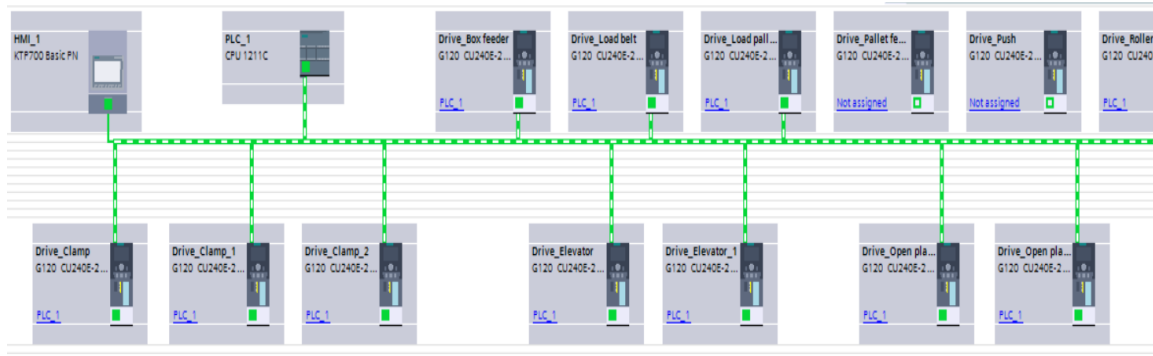 HMI_1
KTP700 Basic PN
PLC_1
CPU 1211C
Drive_Box feeder
G120 CU240E-2...
PLC_1
Drive_Load belt
G120 CU240E-2...
PLC_1
Drive_Load pall...
G120 CU240E-2...
PLC_1
Drive_Pallet fe...
G120 CU240E-2...
Not assigned
Drive_Push
G120 CU240E-2...
Not assigned
Drive_Roller
G120 CU240
PLC_1
Drive_Clamp
G120 CU240E-2...
PLC_1
Drive_Clamp_1
G120 CU240E-2...
PLC_1
Drive_Clamp_2
G120 CU240E-2...
PLC_1
Drive_Elevator
G120 CU240E-2...
PLC_1
Drive_Elevator_1
G120 CU240E-2...
PLC_1
Drive_Open pla...
G120 CU240E-2...
PLC_1
Drive_Open pla...
G120 CU240E-2...
PLC_1